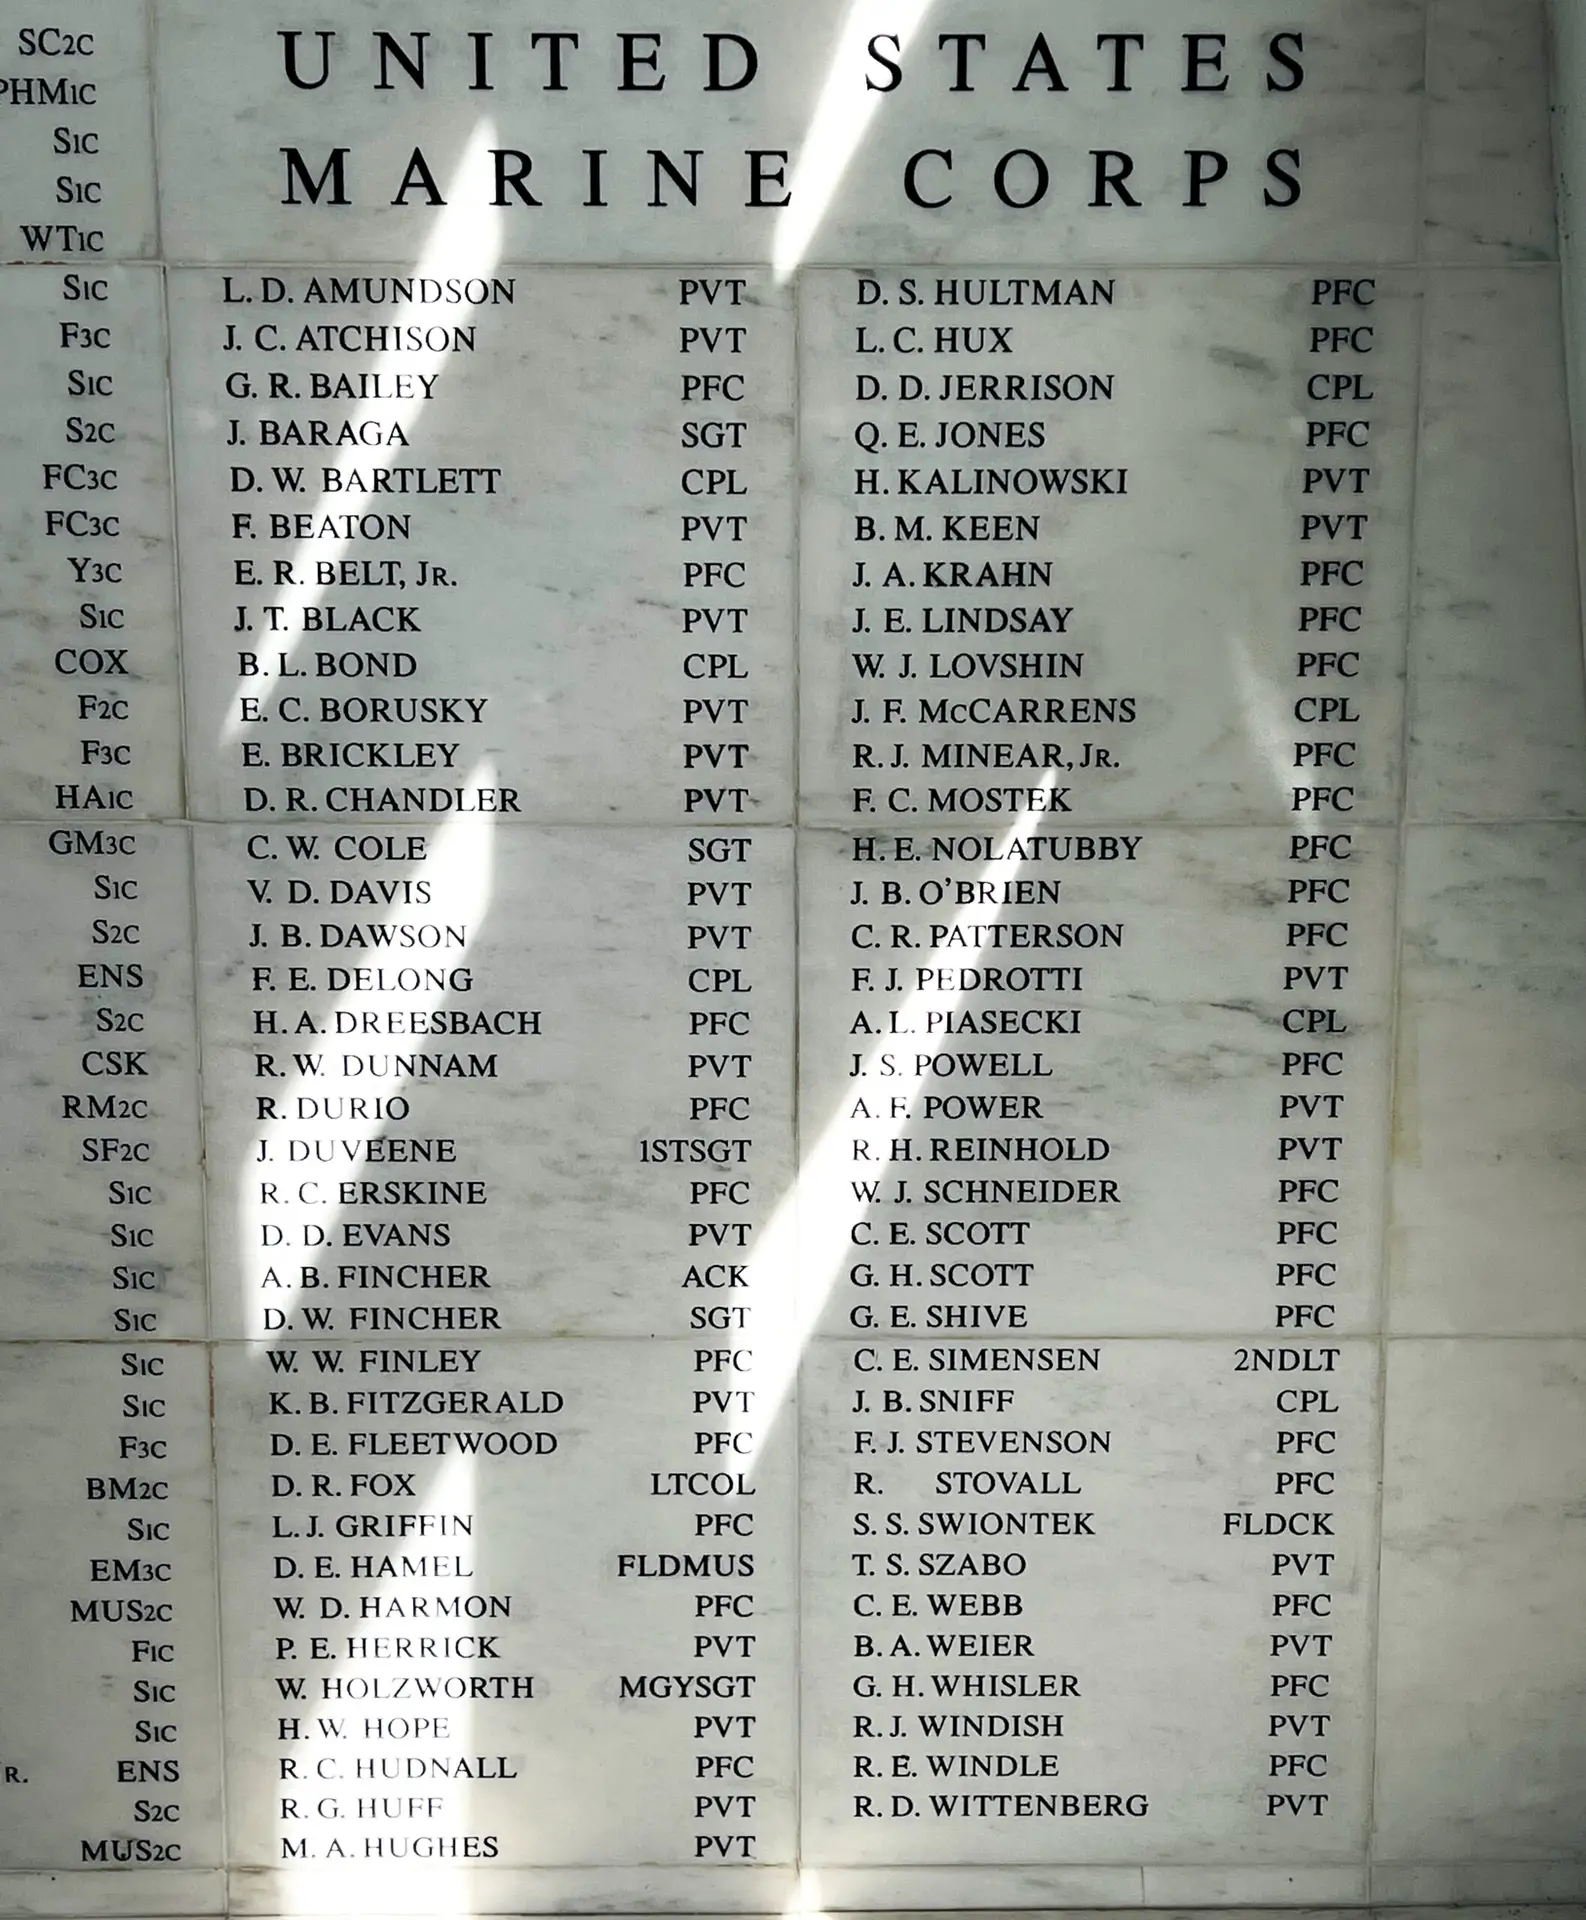 UNITED STATES
MARINE CORPS
SC2C
PHM1C
S1C
S1C
WT1C
S1C
F3C
S1C
S2C
FC3C
FC3C
Y3C
S1C
COX
F2C
F3C
HA1C
GM3C
S1C
S2C
ENS
S2C
CSK
RM2C
SF2C
S1C
S1C
S1C
S1C
S1C
S1C
F3C
BM2C
S1C
EM3C
MUS2C
F1C
S1C
S1C
R. ENS
S2C
MUS2C
L. D. AMUNDSON PVT
J. C. ATCHISON PVT
G. R. BAILEY PFC
J. BARAGA SGT
D. W. BARTLETT CPL
F. BEATON PVT
E. R. BELT, JR. PFC
J. T. BLACK PVT
B. L. BOND CPL
E. C. BORUSKY PVT
E. BRICKLEY PVT
D. R. CHANDLER PVT
C. W. COLE SGT
V. D. DAVIS PVT
J. B. DAWSON PVT
F. E. DELONG CPL
H. A. DREESBACH PFC
R. W. DUNNAM PVT
R. DURIO PFC
J. DUVEENE 1STSGT
R. C. ERSKINE PFC
D. D. EVANS PVT
A. B. FINCHER ACK
D. W. FINCHER SGT
W. W. FINLEY PFC
K. B. FITZGERALD PVT
D. E. FLEETWOOD PFC
D. R. FOX LTCOL
L. J. GRIFFIN PFC
D. E. HAMEL FLDMUS
W. D. HARMON PFC
P. E. HERRICK PVT
W. HOLZWORTH MGYSGT
H. W. HOPE PVT
R. C. HUDNALL PFC
R. G. HUFF PVT
M. A. HUGHES PVT
D. S. HULTMAN PFC
L. C. HUX PFC
D. D. JERRISON CPL
Q. E. JONES PFC
H. KALINOWSKI PVT
B. M. KEEN PVT
J. A. KRAHN PFC
J. E. LINDSAY PFC
W. J. LOVSHIN PFC
J. F. McCARRENS CPL
R. J. MINEAR, JR. PFC
F. C. MOSTEK PFC
H. E. NOLATUBBY PFC
J. B. O'BRIEN PFC
C. R. PATTERSON PFC
F. J. PEDROTTI PVT
A. L. PIASECKI CPL
J. S. POWELL PFC
A. F. POWER PVT
R. H. REINHOLD PVT
W. J. SCHNEIDER PFC
C. E. SCOTT PFC
G. H. SCOTT PFC
G. E. SHIVE PFC
C. E. SIMENSEN 2NDLT
J. B. SNIFF CPL
F. J. STEVENSON PFC
R. STOVALL PFC
S. S. SWIONTEK FLDCK
T. S. SZABO PVT
C. E. WEBB PFC
B. A. WEIER PVT
G. H. WHISLER PFC
R. J. WINDISH PVT
R. E. WINDLE PFC
R. D. WITTENBERG PVT